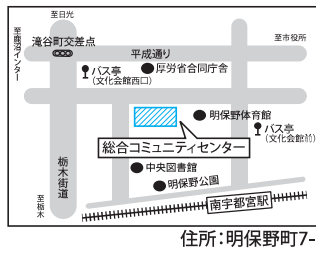 至日光
至鹿沼インター
滝谷町交差点
平成通り
至市役所
バス亭
(文化会館西口)
厚労省合同庁舎
明保野体育館
バス亭
(文化会館前)
総合コミュニティセンター
栃木街道
中央図書館
明保野公園
至栃木
南宇都宮駅
住所:明保野町7-